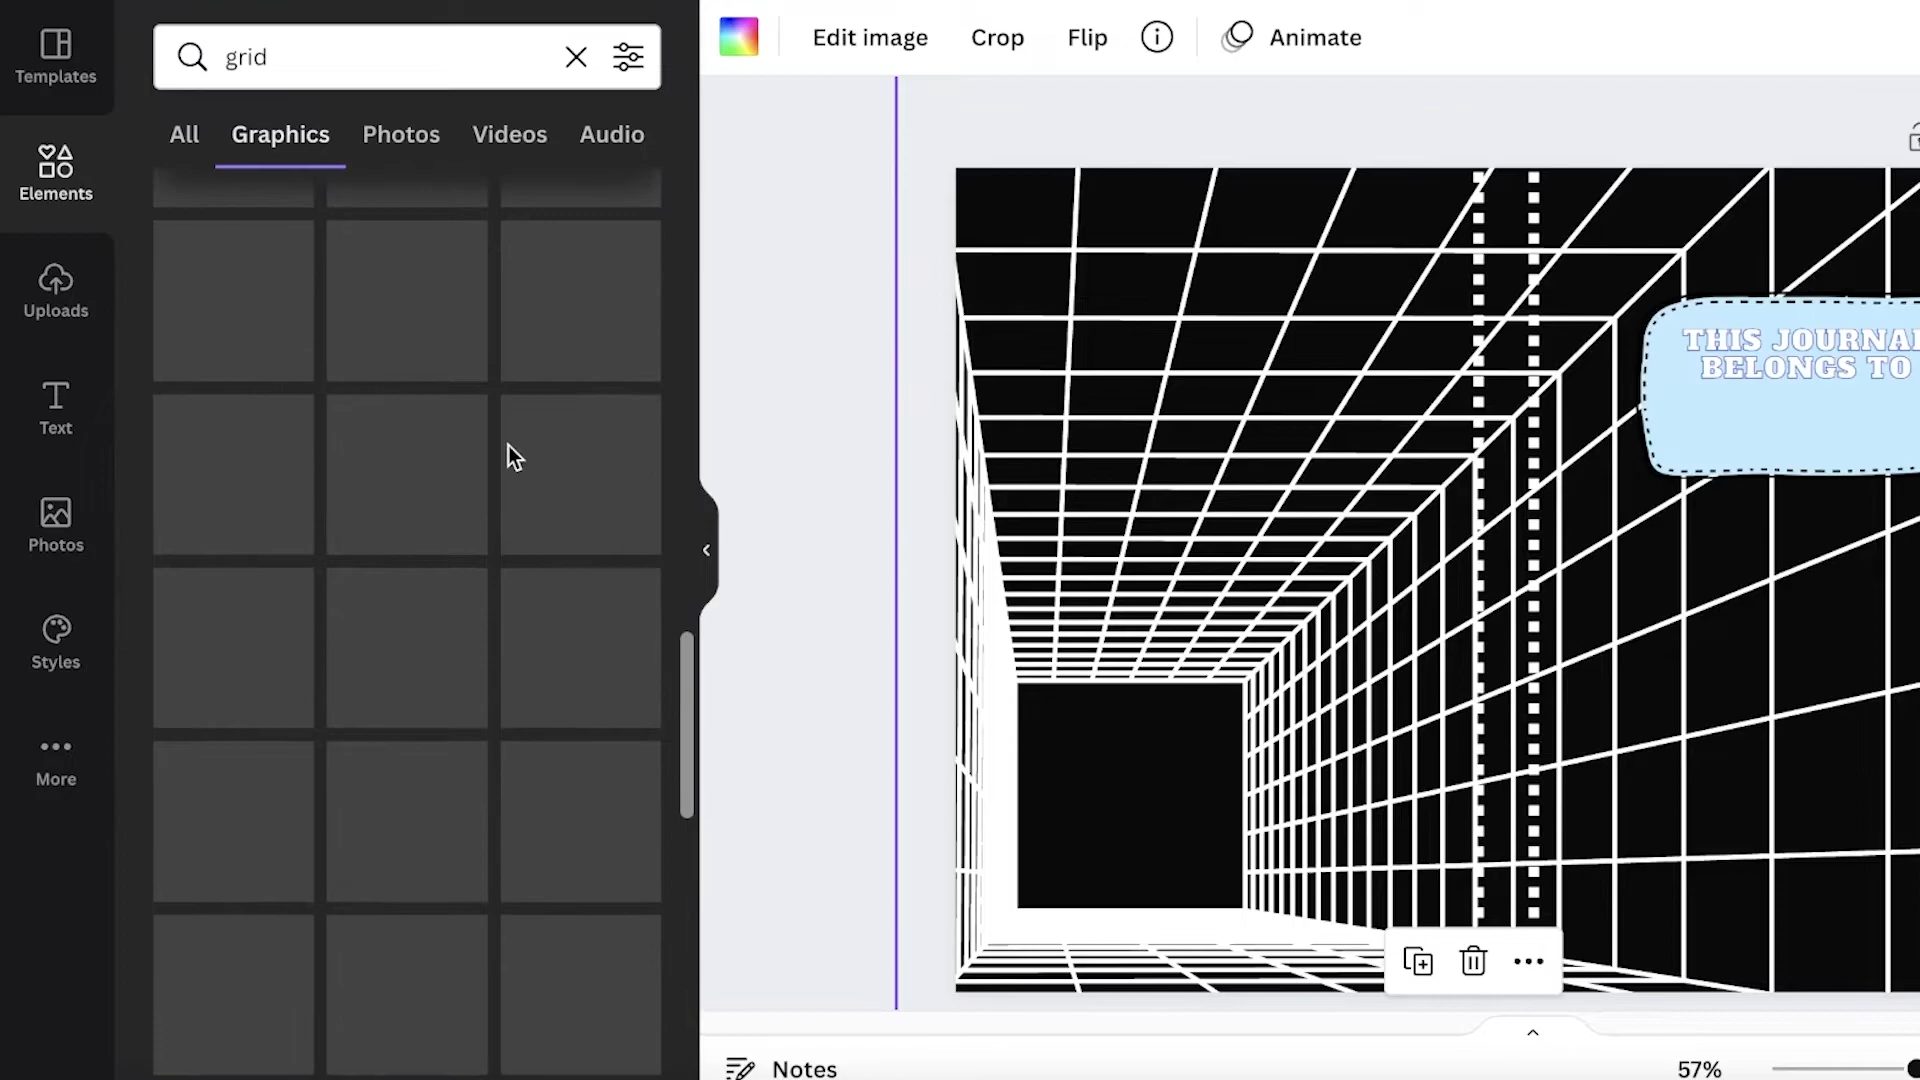 Templates
Elements
Uploads
Text
Photos
Styles
More
grid
All Graphics Photos Videos Audio
Edit image Crop Flip Animate
THIS JOURNAL
BELONGS TO
Notes
57%